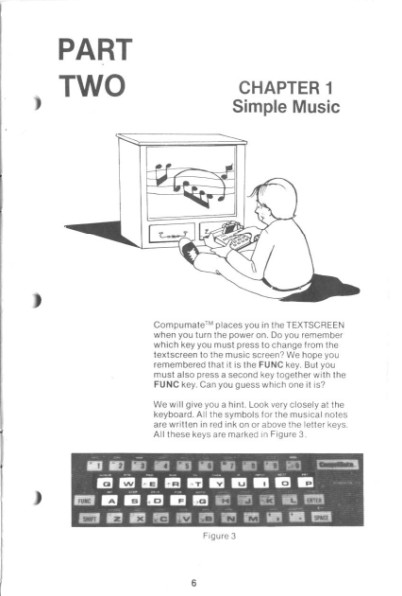 PART
TWO
CHAPTER 1
Simple Music
Compumate™ places you in the TEXTSCREEN
when you turn the power on. Do you remember
which key you must press to change from the
textscreen to the music screen? We hope you
remembered that it is the FUNC key. But you
must also press a second key together with the
FUNC key. Can you guess which one it is?
We will give you a hint. Look very closely at the
keyboard. All the symbols for the musical notes
are written in red ink on or above the letter keys.
All these keys are marked in Figure 3.
1 2 3 4 5 6 7 8 9 CompuMate
Q W E R T Y U I O P
FUNC A S D F G H J K L ENTER
SHIFT Z X C V B N M SPACE
Figure 3
6